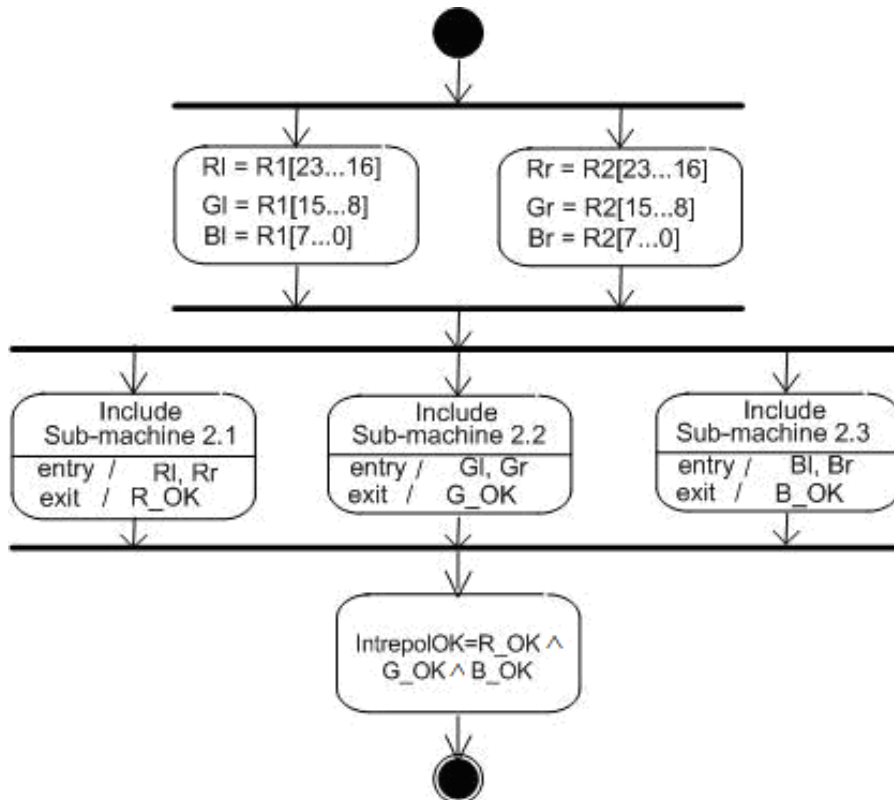 Rl = R1[23...16]
Gl = R1[15...8]
Bl = R1[7...0]
Rr = R2[23...16]
Gr = R2[15...8]
Br = R2[7...0]
Include
Sub-machine 2.1
entry / Rl, Rr
exit / R_OK
Include
Sub-machine 2.2
entry / Gl, Gr
exit / G_OK
Include
Sub-machine 2.3
entry / Bl, Br
exit / B_OK
IntrepolOK=R_OK ∧
G_OK ∧ B_OK